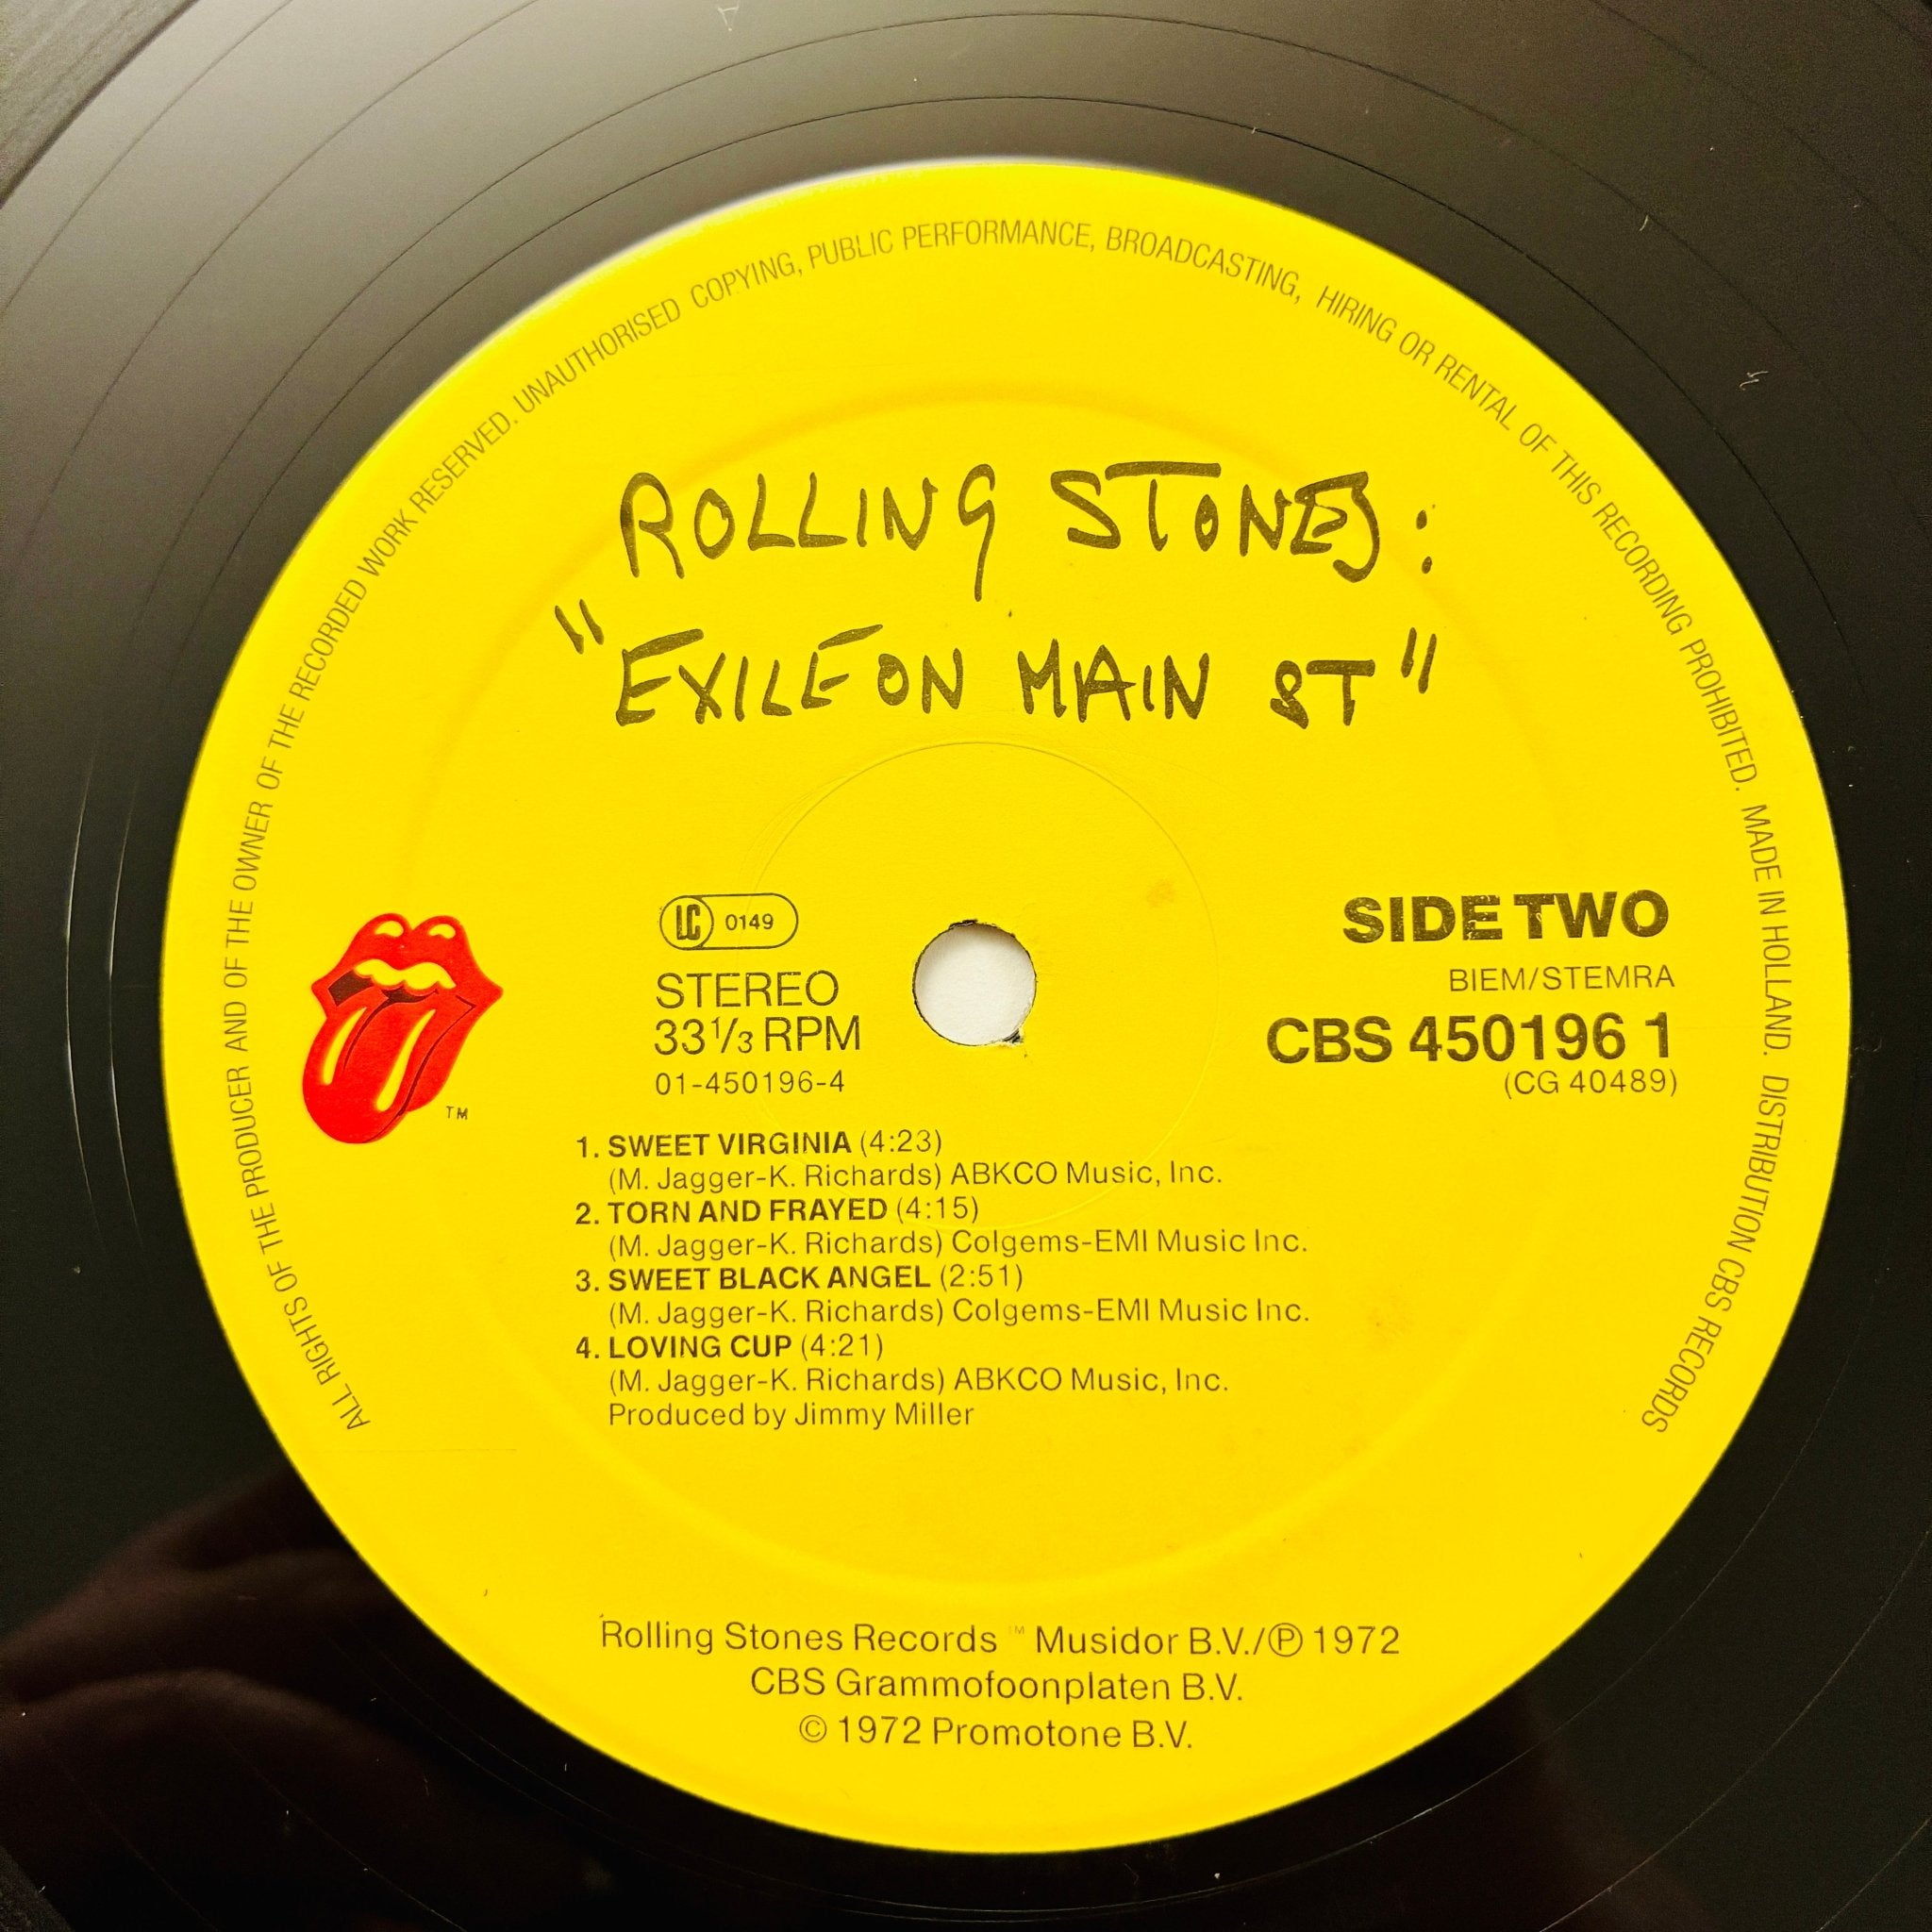 ALL RIGHTS OF THE PRODUCER AND OF THE OWNER OF THE RECORDED WORK RESERVED. UNAUTHORISED COPYING, PUBLIC PERFORMANCE, BROADCASTING, HIRING OR RENTAL OF THIS RECORDING PROHIBITED. MADE IN HOLLAND. DISTRIBUTION CBS RECORDS
ROLLING STONES:
"EXILE ON MAIN ST"
LC 0149
STEREO
33 1/3 RPM
01-450196-4
SIDE TWO
BIEM/STEMRA
CBS 450196 1
(CG 40489)
TM
1. SWEET VIRGINIA (4:23)
(M. Jagger-K. Richards) ABKCO Music, Inc.
2. TORN AND FRAYED (4:15)
(M. Jagger-K. Richards) Colgems-EMI Music Inc.
3. SWEET BLACK ANGEL (2:51)
(M. Jagger-K. Richards) Colgems-EMI Music Inc.
4. LOVING CUP (4:21)
(M. Jagger-K. Richards) ABKCO Music, Inc.
Produced by Jimmy Miller
Rolling Stones Records ™ Musidor B.V./℗ 1972
CBS Grammofoonplaten B.V.
© 1972 Promotone B.V.